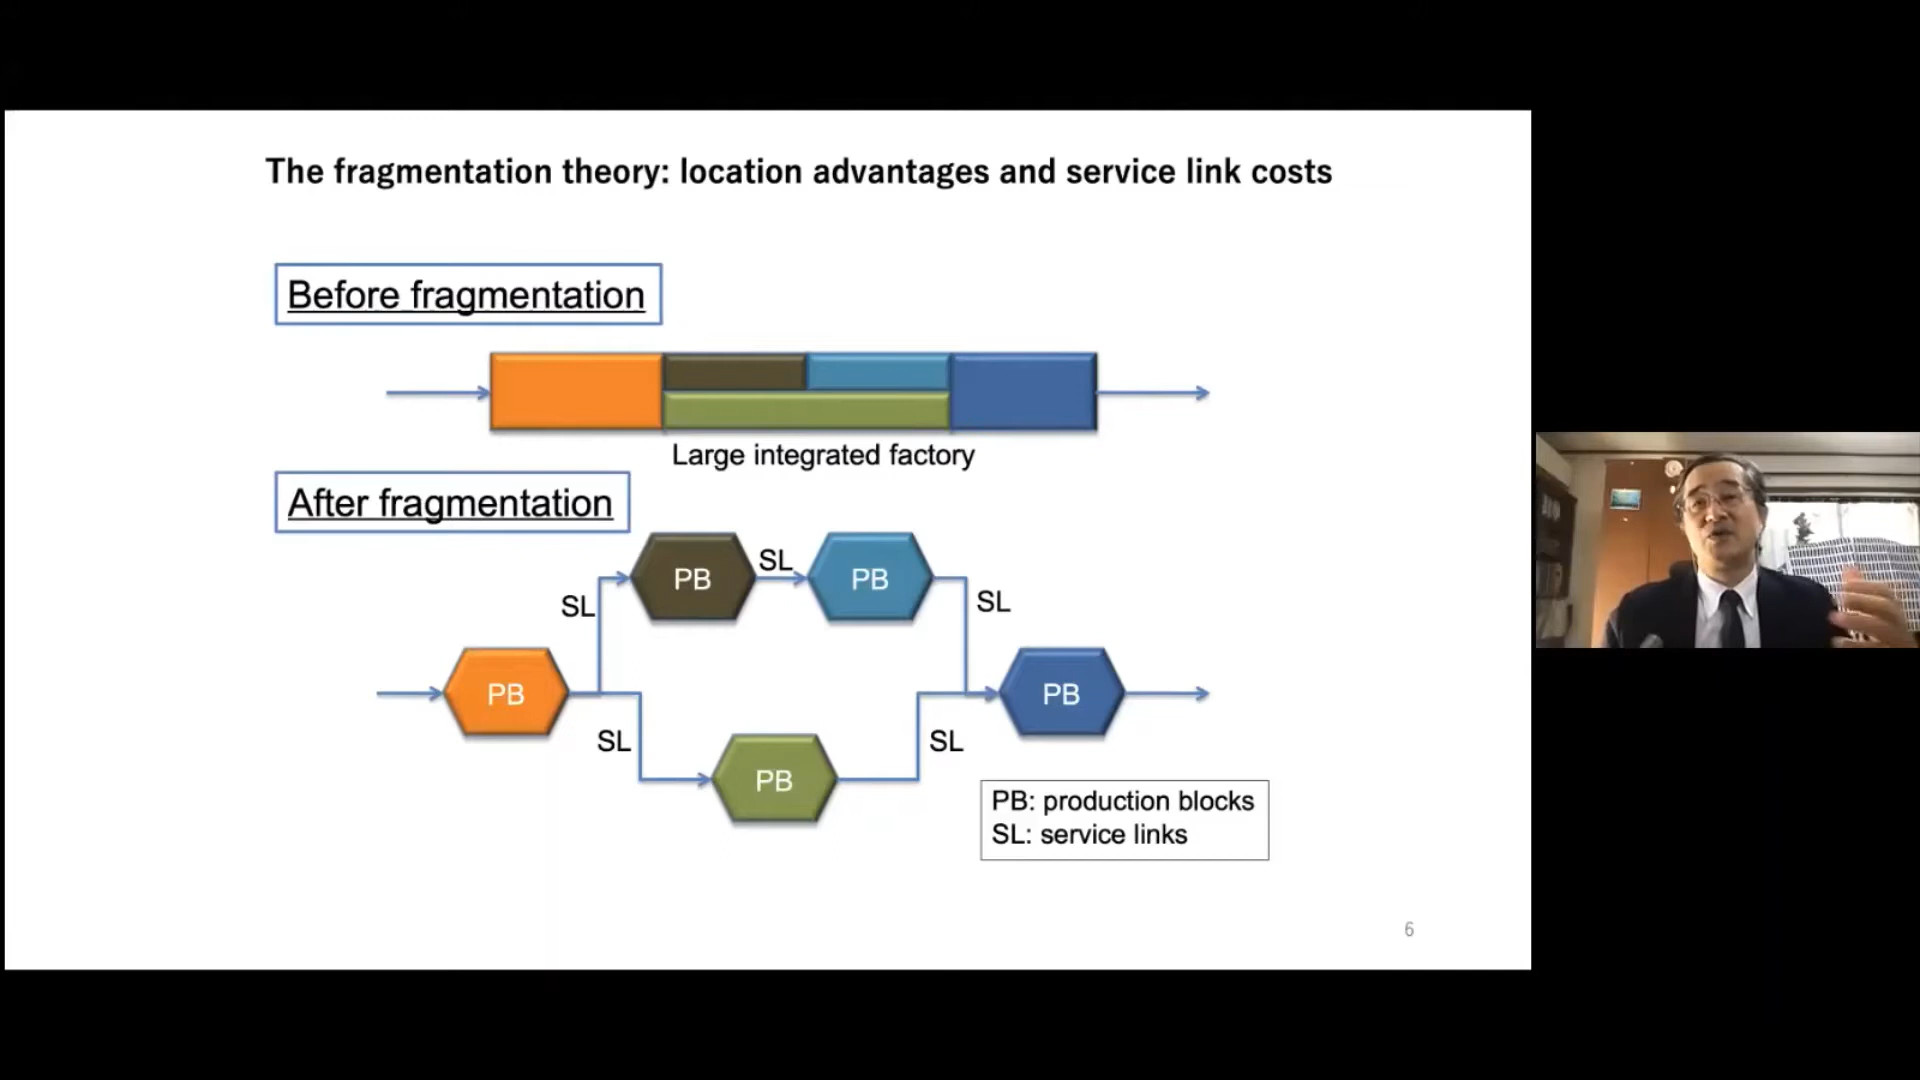 The fragmentation theory: location advantages and service link costs
Before fragmentation
Large integrated factory
After fragmentation
PB
SL
PB
SL
SL
PB
PB
SL
SL
PB
PB: production blocks
SL: service links
6